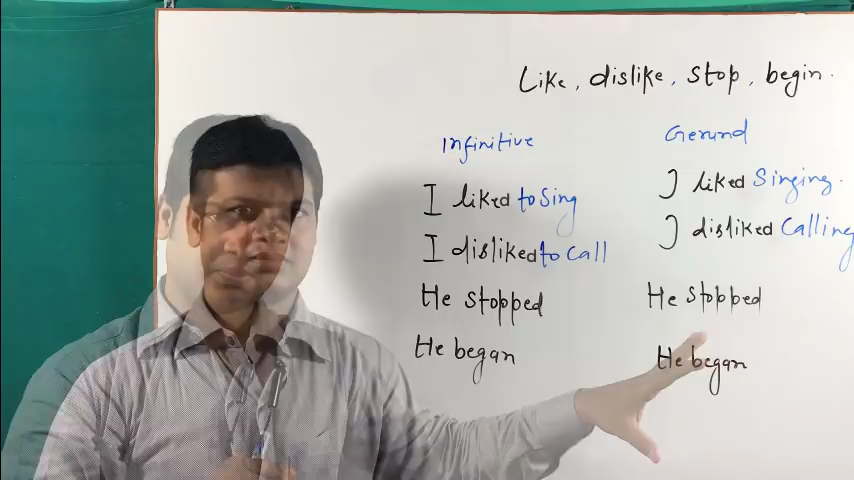 Like, dislike, stop, begin.
Infinitive
I liked to Sing
I disliked to call
He stopped
He began
Gerund
I liked Singing.
I disliked Calling
He stopped
He began